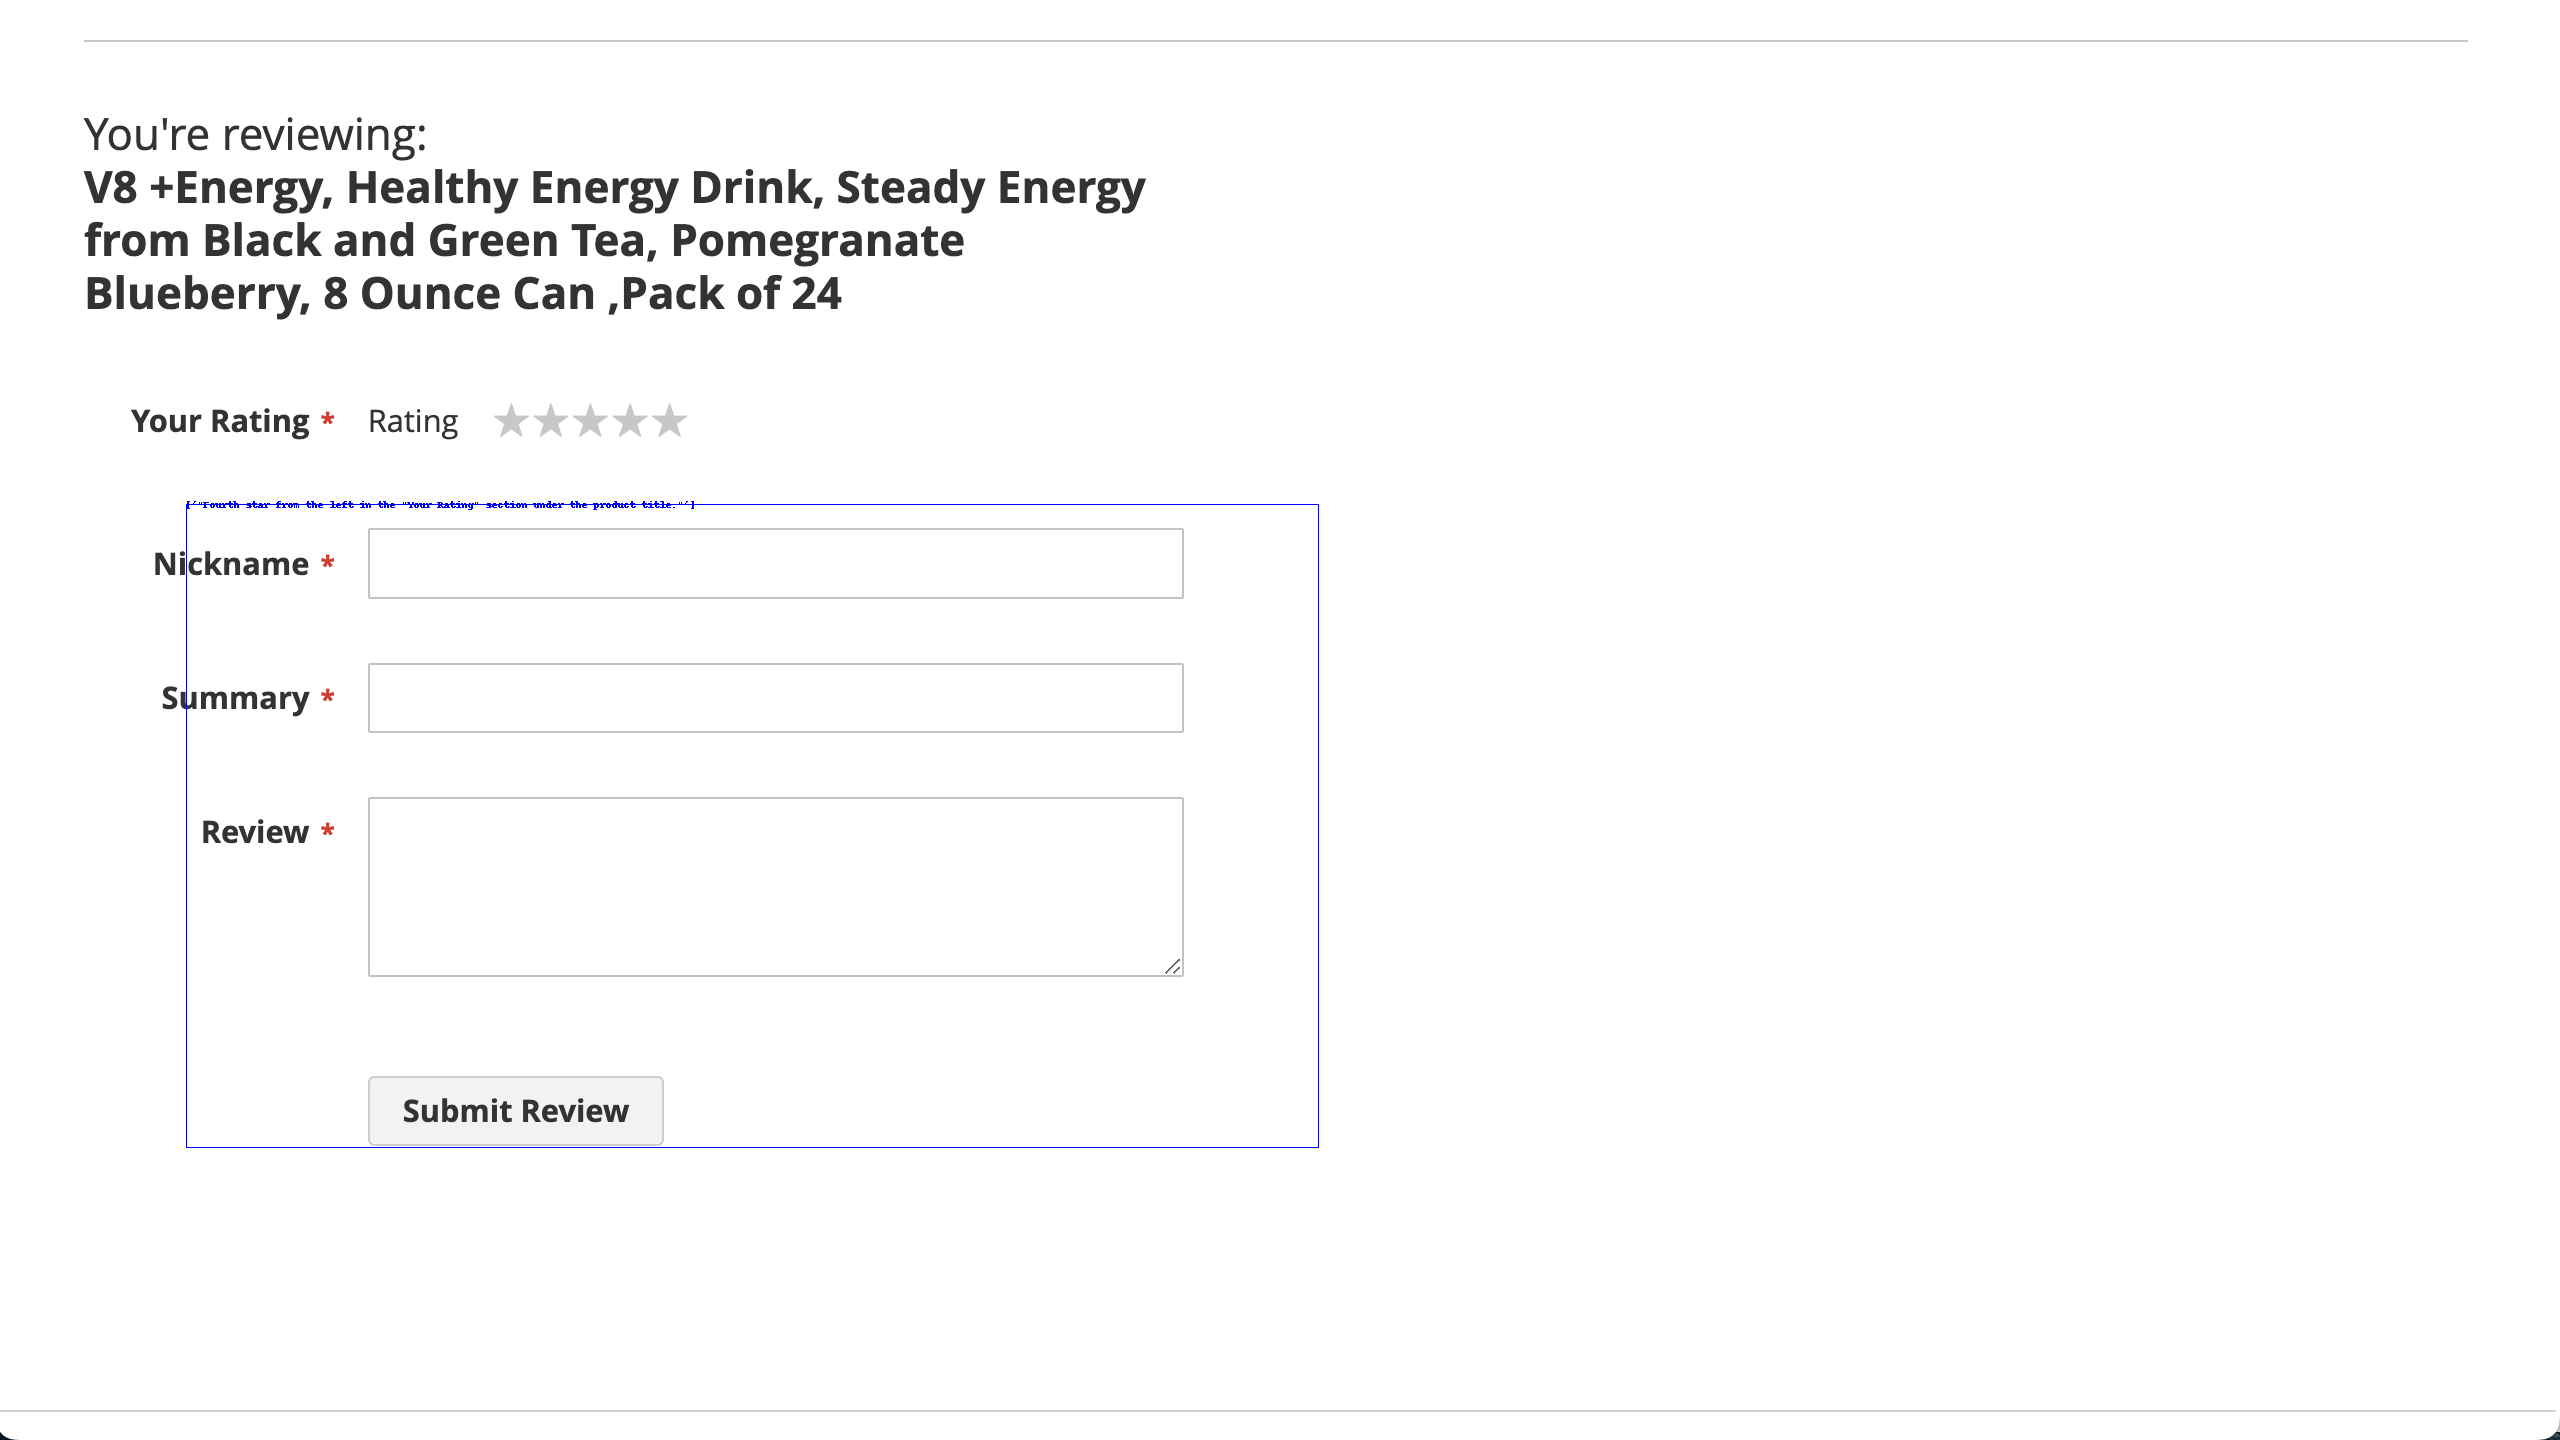 You're reviewing:
V8 +Energy, Healthy Energy Drink, Steady Energy
from Black and Green Tea, Pomegranate
Blueberry, 8 Ounce Can ,Pack of 24
Your Rating * Rating
['"Fourth star from the left in the "Your Rating" section under the product title."']
Nickname *
Summary *
Review *
Submit Review